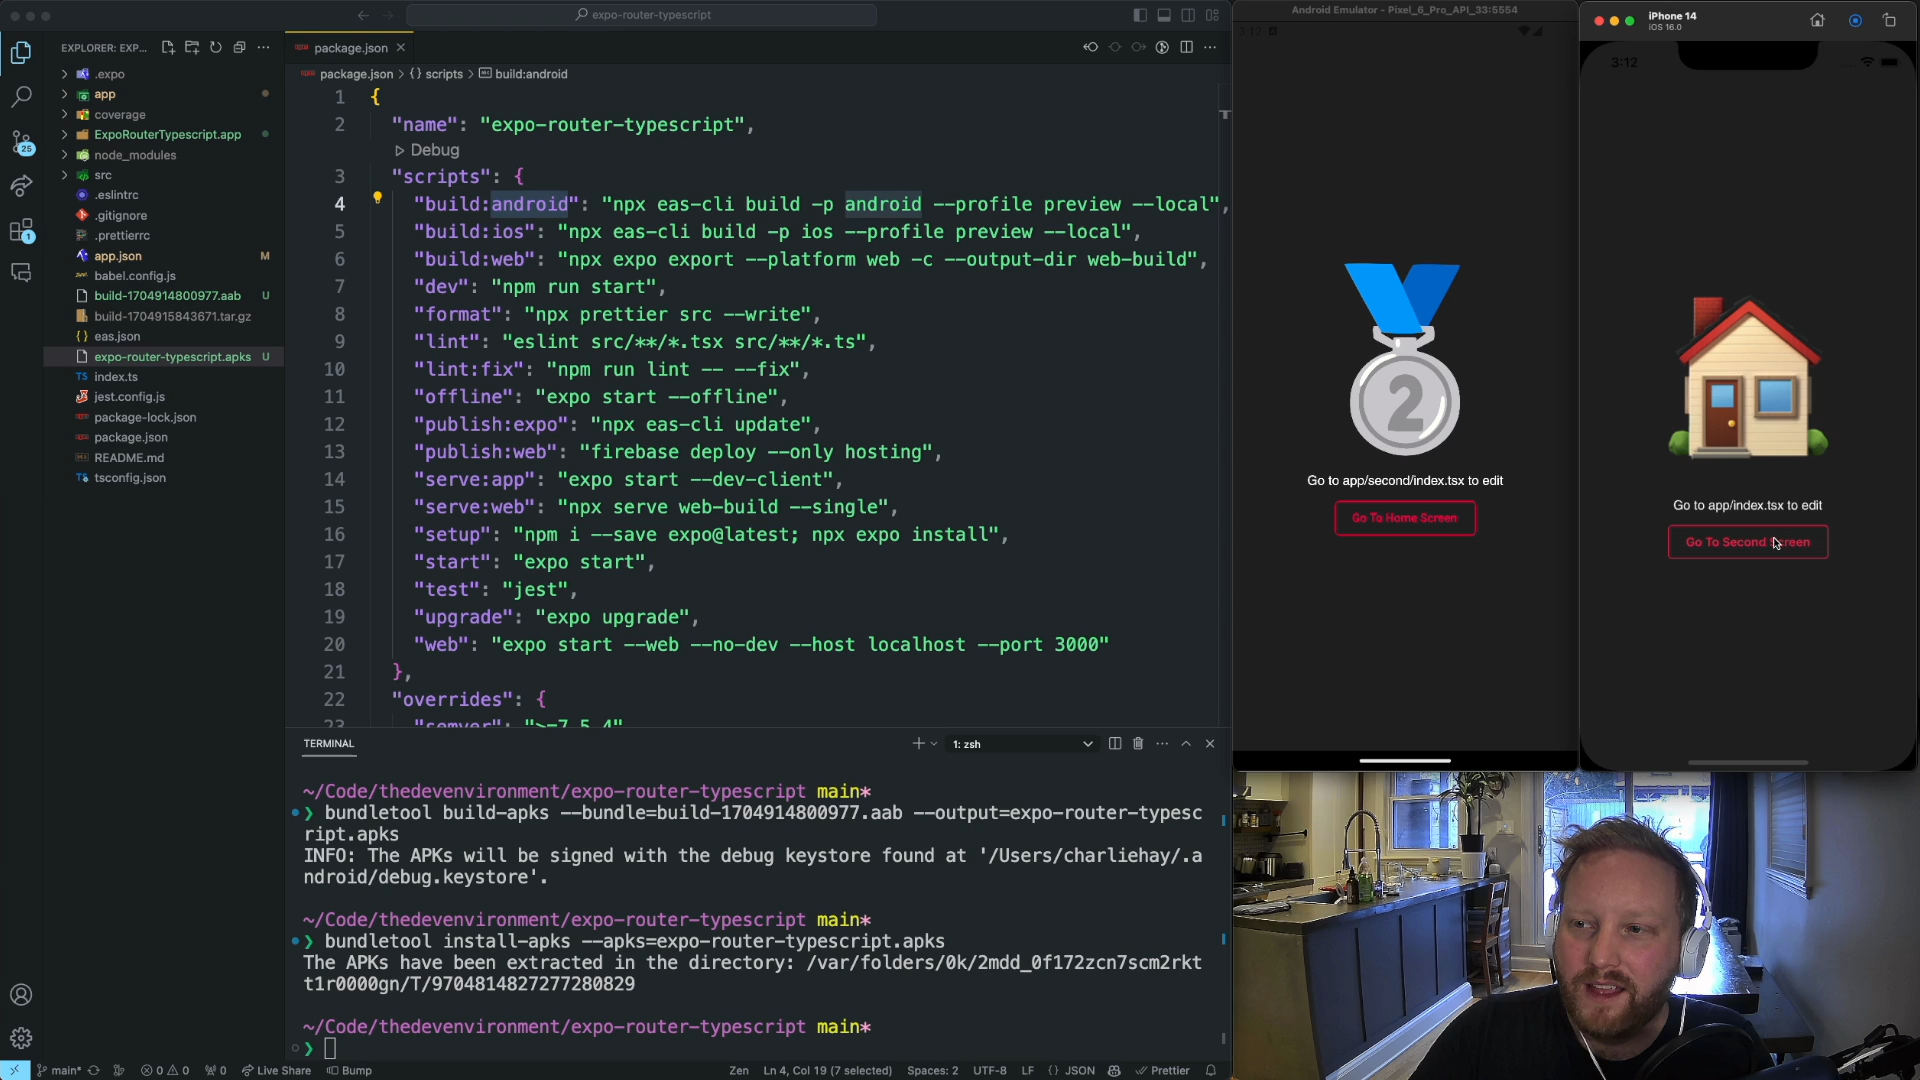 expo-router-typescript
EXPLORER: EXP...
.expo
app
coverage
ExpoRouterTypescript.app
node_modules
src
.eslintrc
.gitignore
.prettierrc
app.json M
babel.config.js
build-1704914800977.aab U
build-1704915843671.tar.gz
eas.json
expo-router-typescript.apks U
index.ts
jest.config.js
package-lock.json
package.json
README.md
tsconfig.json
25
1
package.json
package.json > {} scripts > build:android
1 {
2 "name": "expo-router-typescript",
Debug
3 "scripts": {
4 "build:android": "npx eas-cli build -p android --profile preview --local",
5 "build:ios": "npx eas-cli build -p ios --profile preview --local",
6 "build:web": "npx expo export --platform web -c --output-dir web-build",
7 "dev": "npm run start",
8 "format": "npx prettier src --write",
9 "lint": "eslint src/**/*.tsx src/**/*.ts",
10 "lint:fix": "npm run lint -- --fix",
11 "offline": "expo start --offline",
12 "publish:expo": "npx eas-cli update",
13 "publish:web": "firebase deploy --only hosting",
14 "serve:app": "expo start --dev-client",
15 "serve:web": "npx serve web-build --single",
16 "setup": "npm i --save expo@latest; npx expo install",
17 "start": "expo start",
18 "test": "jest",
19 "upgrade": "expo upgrade",
20 "web": "expo start --web --no-dev --host localhost --port 3000"
21 },
22 "overrides": {
23 "semver": ">=7.5.4"
TERMINAL
1: zsh
~/Code/thedevenvironment/expo-router-typescript main*
❯ bundletool build-apks --bundle=build-1704914800977.aab --output=expo-router-typesc
ript.apks
INFO: The APKs will be signed with the debug keystore found at '/Users/charliehay/.a
ndroid/debug.keystore'.
~/Code/thedevenvironment/expo-router-typescript main*
❯ bundletool install-apks --apks=expo-router-typescript.apks
The APKs have been extracted in the directory: /var/folders/0k/2mdd_0f172zcn7scm2rkt
t1r0000gn/T/9704814827277280829
~/Code/thedevenvironment/expo-router-typescript main*
❯
main* 0 0 0 Live Share Bump
Zen Ln 4, Col 19 (7 selected) Spaces: 2 UTF-8 LF {} JSON Prettier
Android Emulator - Pixel_6_Pro_API_33:5554
3:12
2
Go to app/second/index.tsx to edit
Go To Home Screen
iPhone 14
iOS 16.0
3:12
Go to app/index.tsx to edit
Go To Second Screen